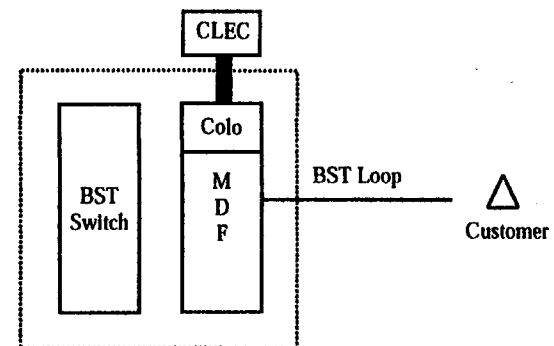 CLEC
Colo
BST
Switch
M
D
F
BST Loop
Customer